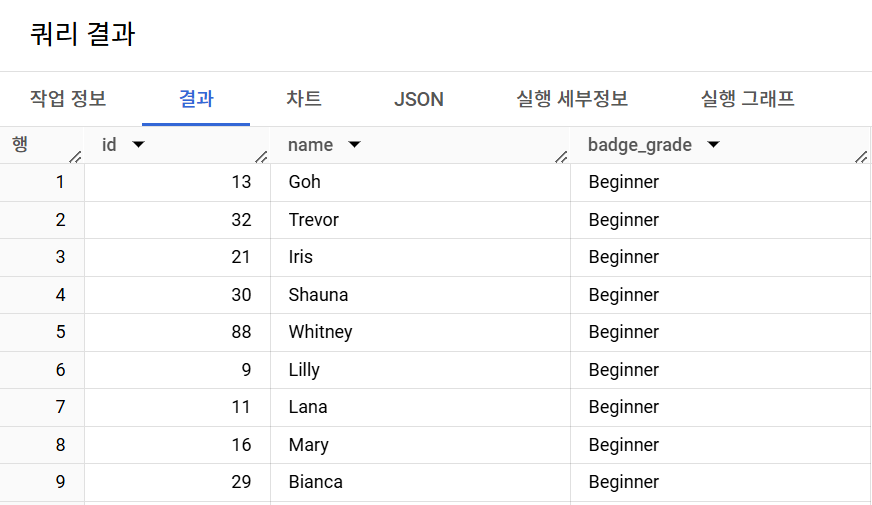 쿼리 결과
작업 정보 결과 차트 JSON 실행 세부정보 실행 그래프
행 id name badge_grade
1 13 Goh Beginner
2 32 Trevor Beginner
3 21 Iris Beginner
4 30 Shauna Beginner
5 88 Whitney Beginner
6 9 Lilly Beginner
7 11 Lana Beginner
8 16 Mary Beginner
9 29 Bianca Beginner